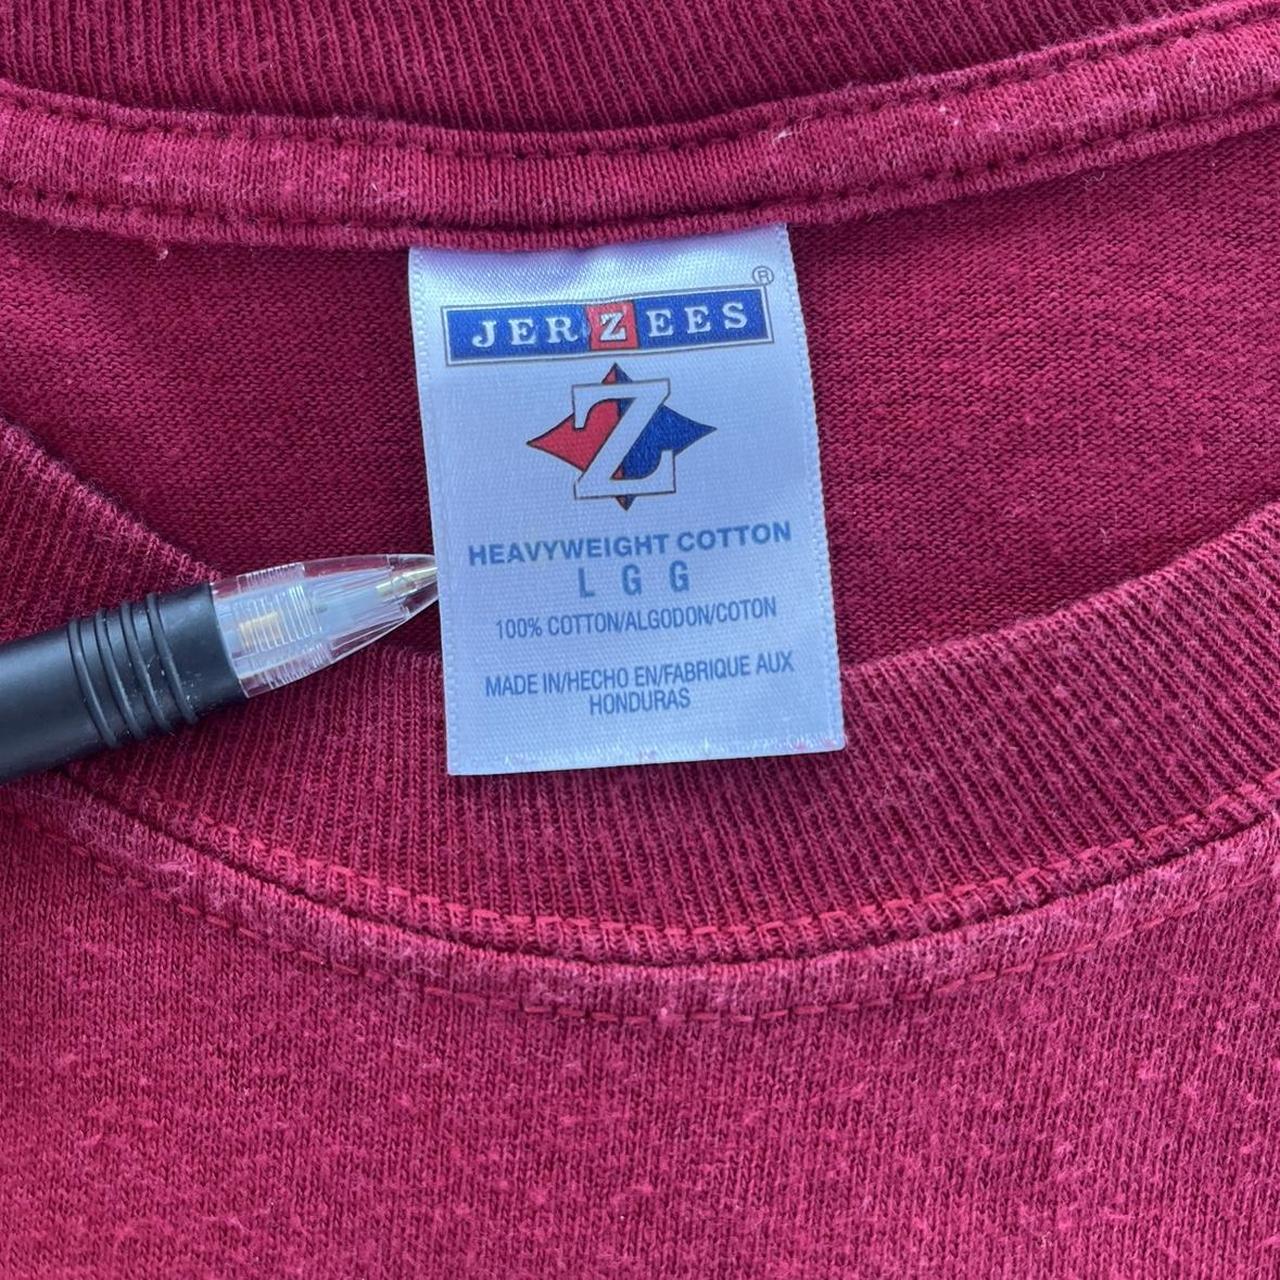 JERZEES ®
Z
HEAVYWEIGHT COTTON
L G G
100% COTTON/ALGODON/COTON
MADE IN/HECHO EN/FABRIQUE AUX
HONDURAS